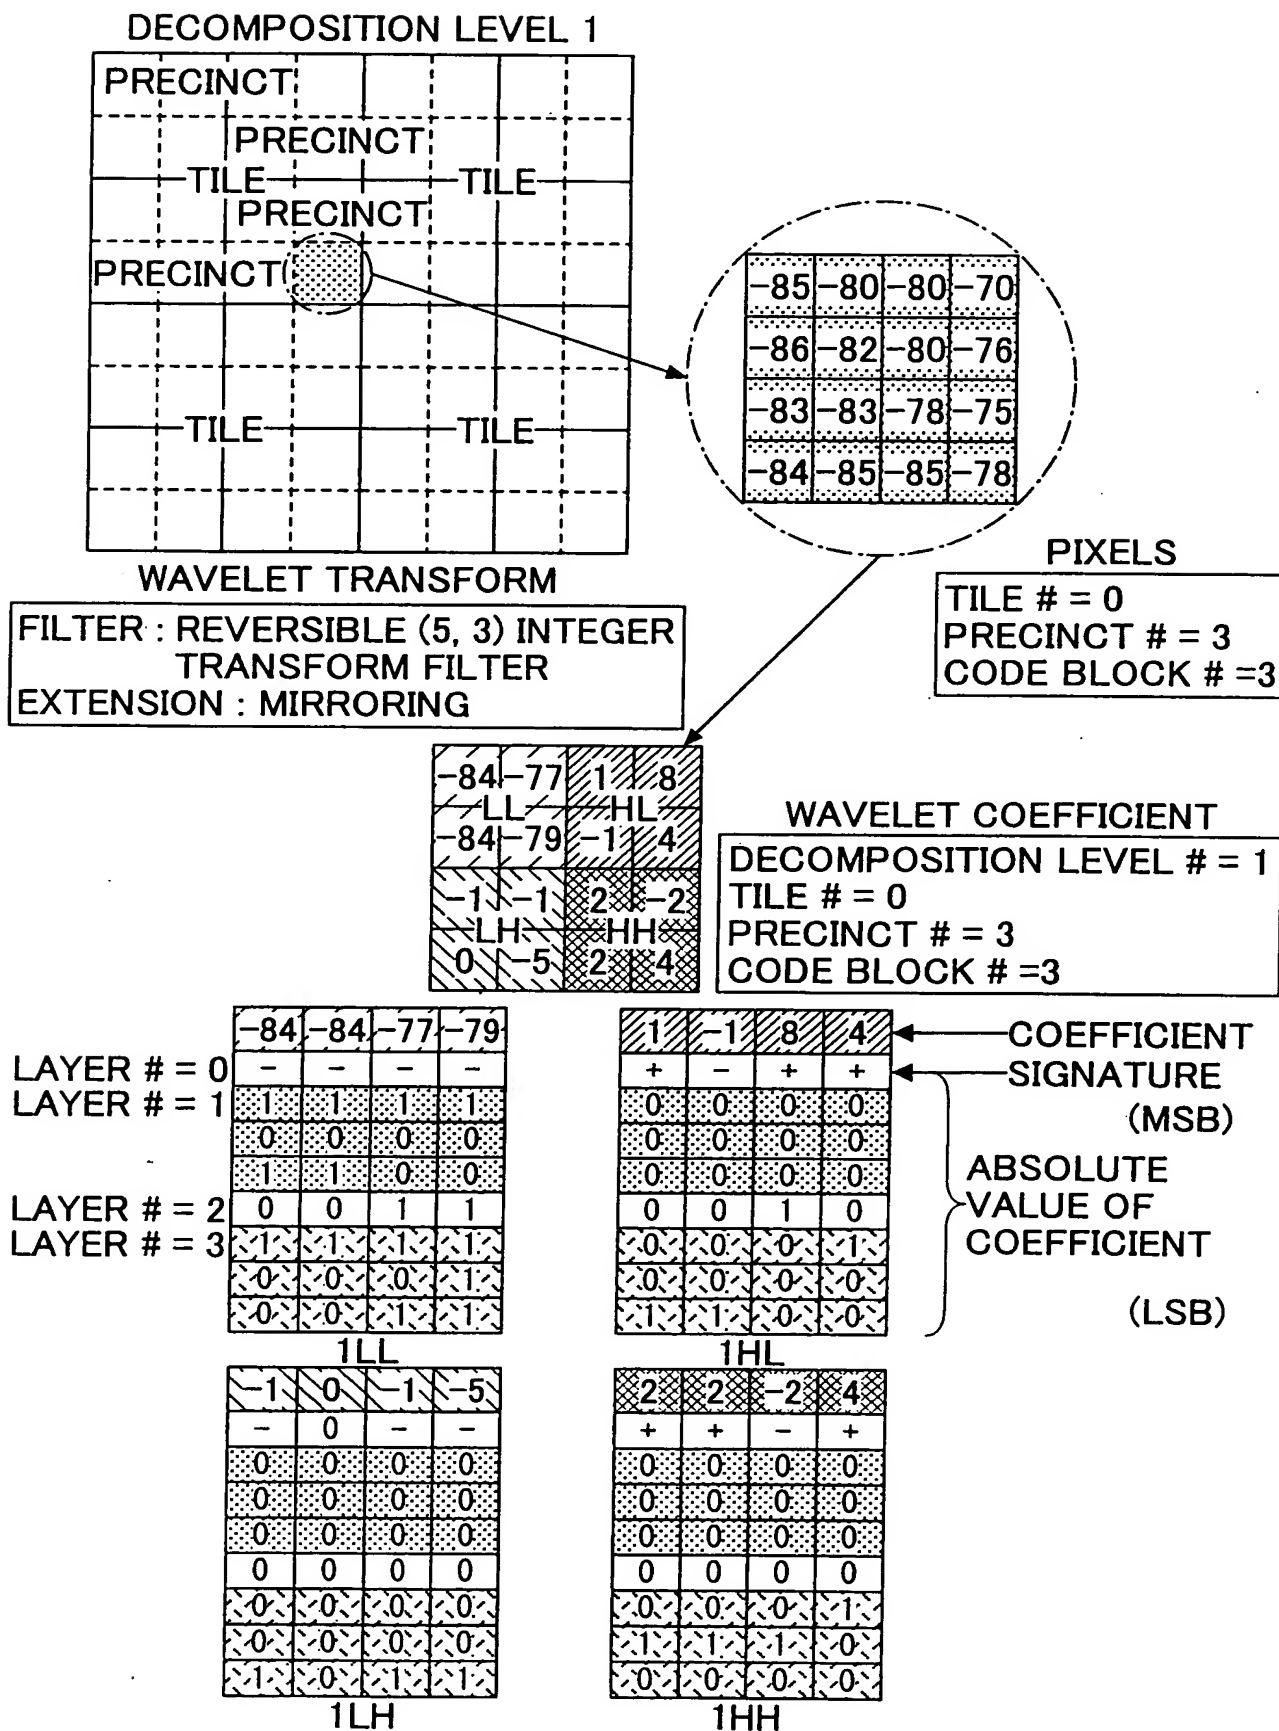 DECOMPOSITION LEVEL 1
PRECINCT
PRECINCT
TILE TILE
PRECINCT
PRECINCT
TILE TILE
-85 -80 -80 -70
-86 -82 -80 -76
-83 -83 -78 -75
-84 -85 -85 -78
PIXELS
TILE # = 0
PRECINCT # = 3
CODE BLOCK # =3
WAVELET TRANSFORM
FILTER : REVERSIBLE (5, 3) INTEGER
TRANSFORM FILTER
EXTENSION : MIRRORING
-84 -77 1 8
LL HL
-84 -79 -1 4
-1 -1 2 -2
LH HH
0 -5 2 4
WAVELET COEFFICIENT
DECOMPOSITION LEVEL # = 1
TILE # = 0
PRECINCT # = 3
CODE BLOCK # =3
-84 -84 -77 -79
LAYER # = 0 - - - -
LAYER # = 1 1 1 1 1
0 0 0 0
1 1 0 0
LAYER # = 2 0 0 1 1
LAYER # = 3 1 1 1 1
0 0 0 1
0 0 1 1
1LL
1 -1 8 4 COEFFICIENT
+ - + + SIGNATURE
0 0 0 0 (MSB)
0 0 0 0
0 0 0 0
0 0 1 0
0 0 0 1
0 0 0 0
1 1 0 0 (LSB)
ABSOLUTE
VALUE OF
COEFFICIENT
1HL
-1 0 -1 -5
- 0 - -
0 0 0 0
0 0 0 0
0 0 0 0
0 0 0 0
0 0 0 0
0 0 0 0
1 0 1 1
1LH
2 2 -2 4
+ + - +
0 0 0 0
0 0 0 0
0 0 0 0
0 0 0 0
0 0 0 1
1 1 1 0
0 0 0 0
1HH